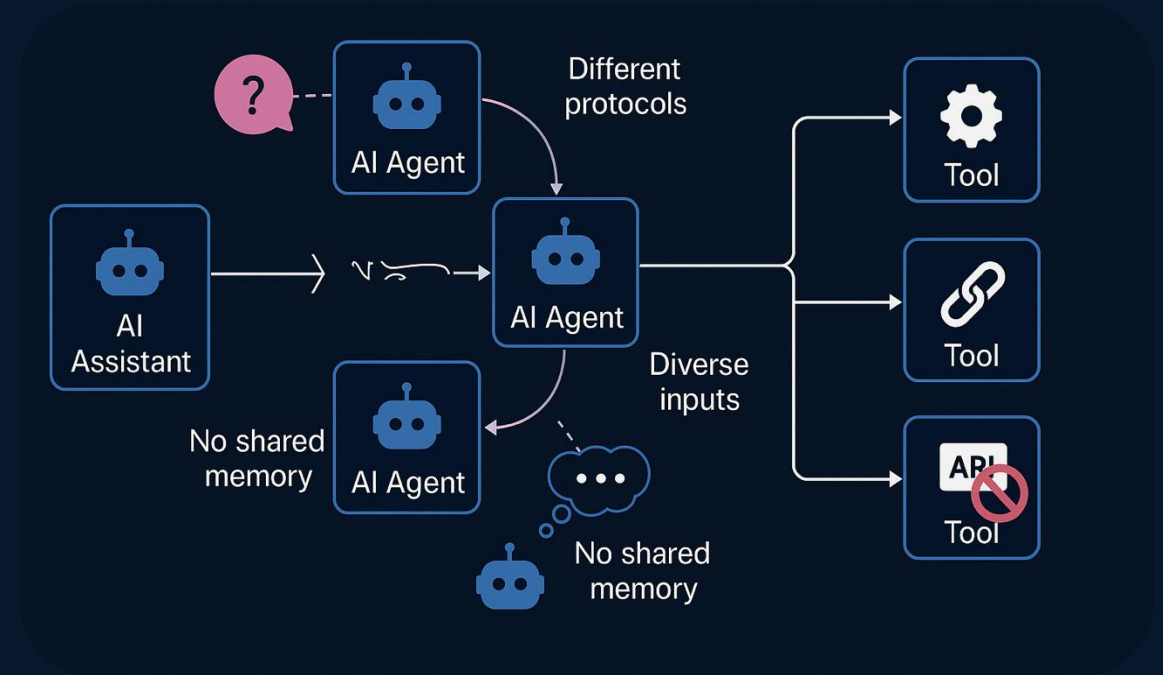 ?
AI Agent
Different
protocols
Tool
AI
Assistant
AI Agent
Tool
Diverse
inputs
No shared
memory
AI Agent
API
Tool
No shared
memory